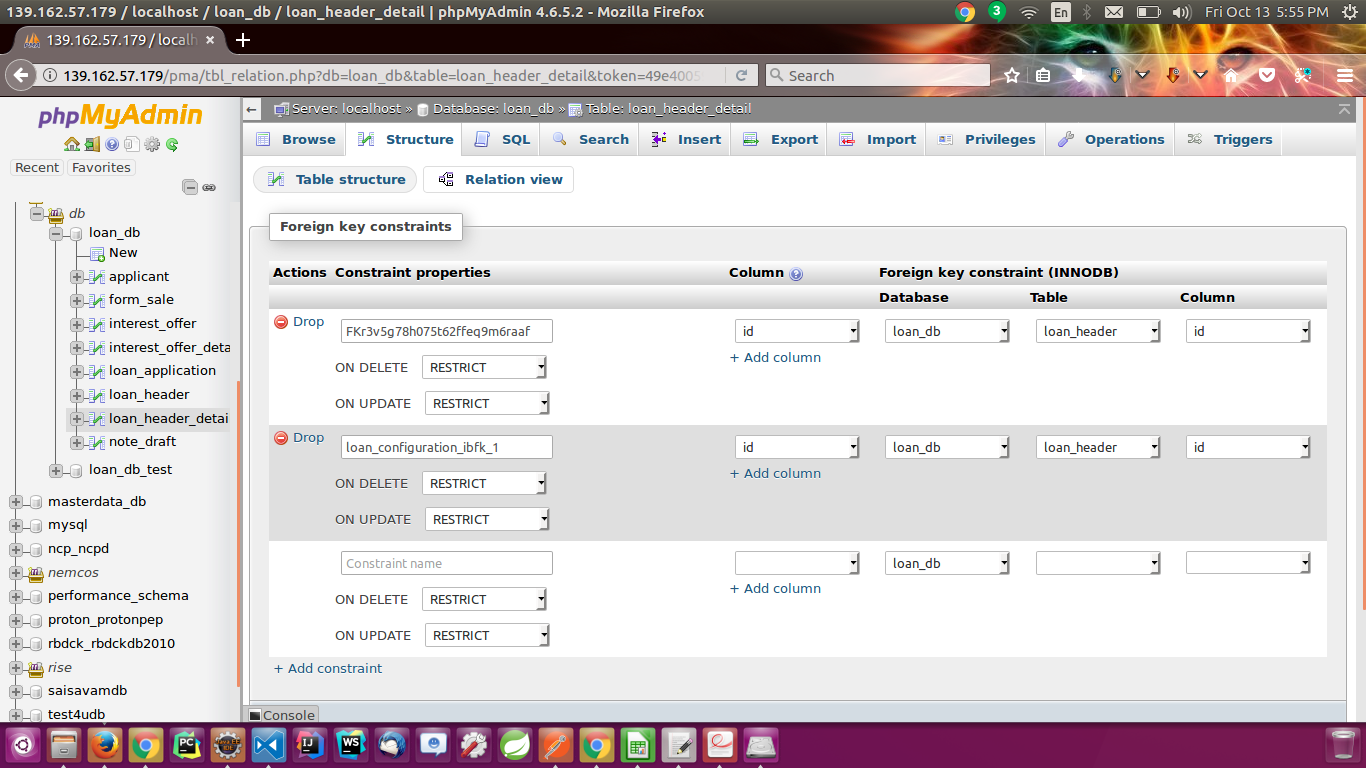 139.162.57.179 / localhost / loan_db / loan_header_detail | phpMyAdmin 4.6.5.2 - Mozilla Firefox
3 En Fri Oct 13 5:55 PM
139.162.57.179 / localh × +
139.162.57.179/pma/tbl_relation.php?db=loan_db&table=loan_header_detail&token=49e4005 Search
phpMyAdmin
Recent Favorites
db
loan_db
New
applicant
form_sale
interest_offer
interest_offer_deta
loan_application
loan_header
loan_header_detai
note_draft
loan_db_test
masterdata_db
mysql
ncp_ncpd
nemcos
performance_schema
proton_protonpep
rbdck_rbdckdb2010
rise
saisavamdb
test4udb
Server: localhost » Database: loan_db » Table: loan_header_detail
Browse Structure SQL Search Insert Export Import Privileges Operations Triggers
Table structure Relation view
Foreign key constraints
Actions Constraint properties Column Foreign key constraint (INNODB)
Database Table Column
Drop FKr3v5g78h075t62ffeq9m6raaf id loan_db loan_header id
+ Add column
ON DELETE RESTRICT
ON UPDATE RESTRICT
Drop loan_configuration_ibfk_1 id loan_db loan_header id
+ Add column
ON DELETE RESTRICT
ON UPDATE RESTRICT
Constraint name loan_db
+ Add column
ON DELETE RESTRICT
ON UPDATE RESTRICT
+ Add constraint
Console